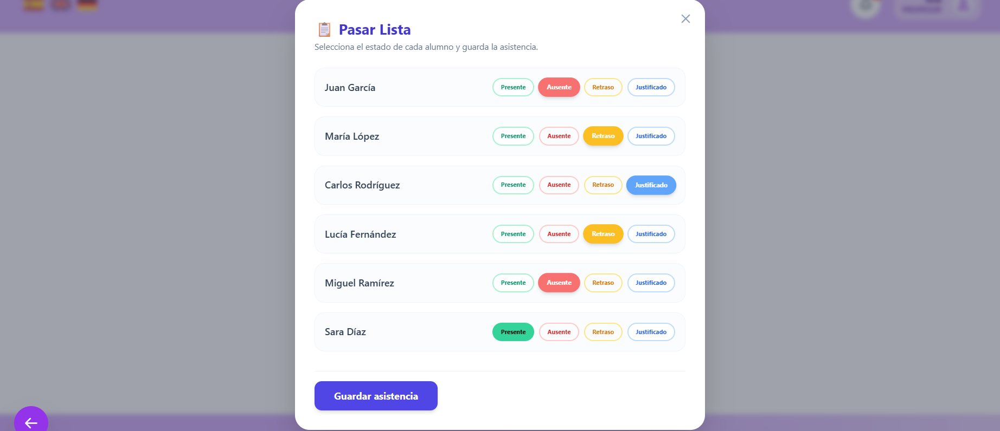 Pasar Lista
Selecciona el estado de cada alumno y guarda la asistencia.
Juan García Presente Ausente Retraso Justificado
María López Presente Ausente Retraso Justificado
Carlos Rodríguez Presente Ausente Retraso Justificado
Lucía Fernández Presente Ausente Retraso Justificado
Miguel Ramírez Presente Ausente Retraso Justificado
Sara Díaz Presente Ausente Retraso Justificado
Guardar asistencia